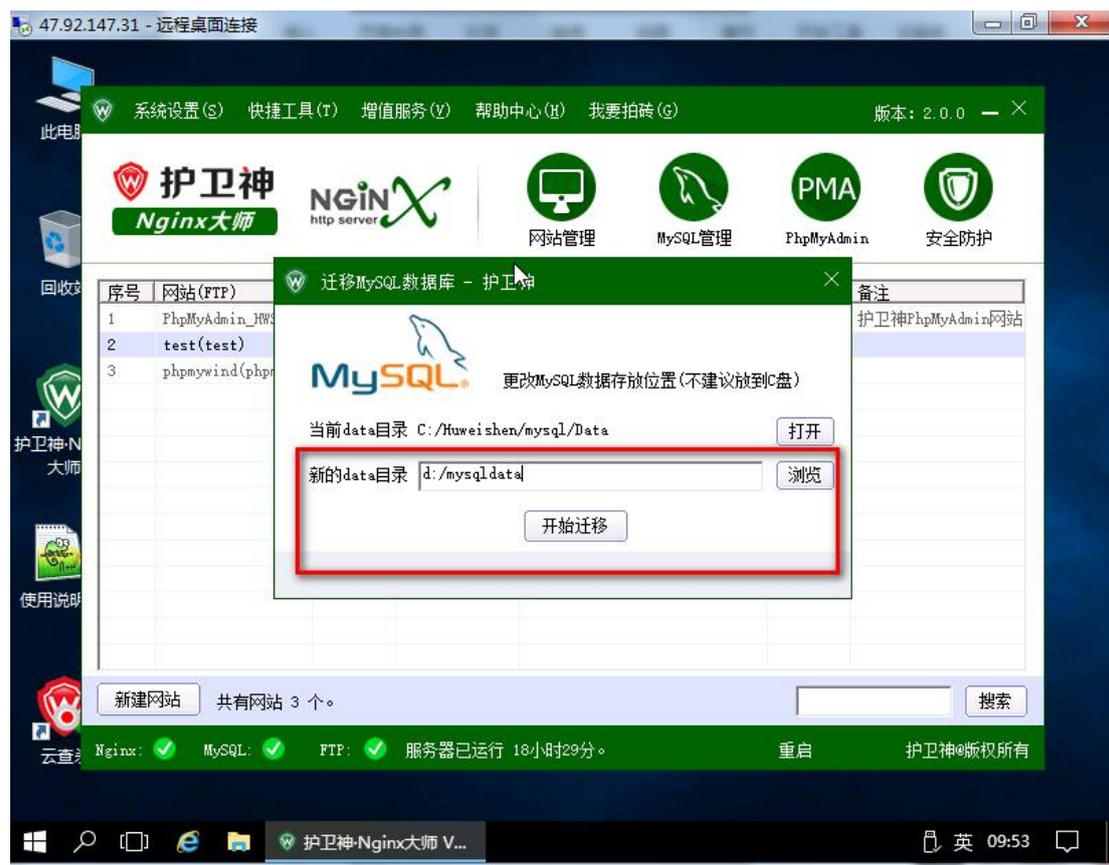 47.92.147.31 - 远程桌面连接
此电脑
系统设置(S) 快捷工具(T) 增值服务(V) 帮助中心(H) 我要拍砖(G) 版本: 2.0.0
护卫神
Nginx大师
NGiNX
http server
PMA
网站管理 MySQL管理 PhpMyAdmin 安全防护
回收站
迁移MySQL数据库 - 护卫神
序号 网站(FTP) 备注
1 PhpMyAdmin_HWS 护卫神PhpMyAdmin网站
2 test(test)
3 phpmywind(phpm
MySQL
更改MySQL数据存放位置(不建议放到C盘)
当前data目录 C:/Huweishen/mysql/Data 打开
新的data目录 d:/mysqldata 浏览
开始迁移
护卫神·N
大师
使用说明
新建网站 共有网站 3 个。 搜索
云查杀
Nginx: MySQL: FTP: 服务器已运行 18小时29分。 重启 护卫神@版权所有
护卫神·Nginx大师 V... 英 09:53